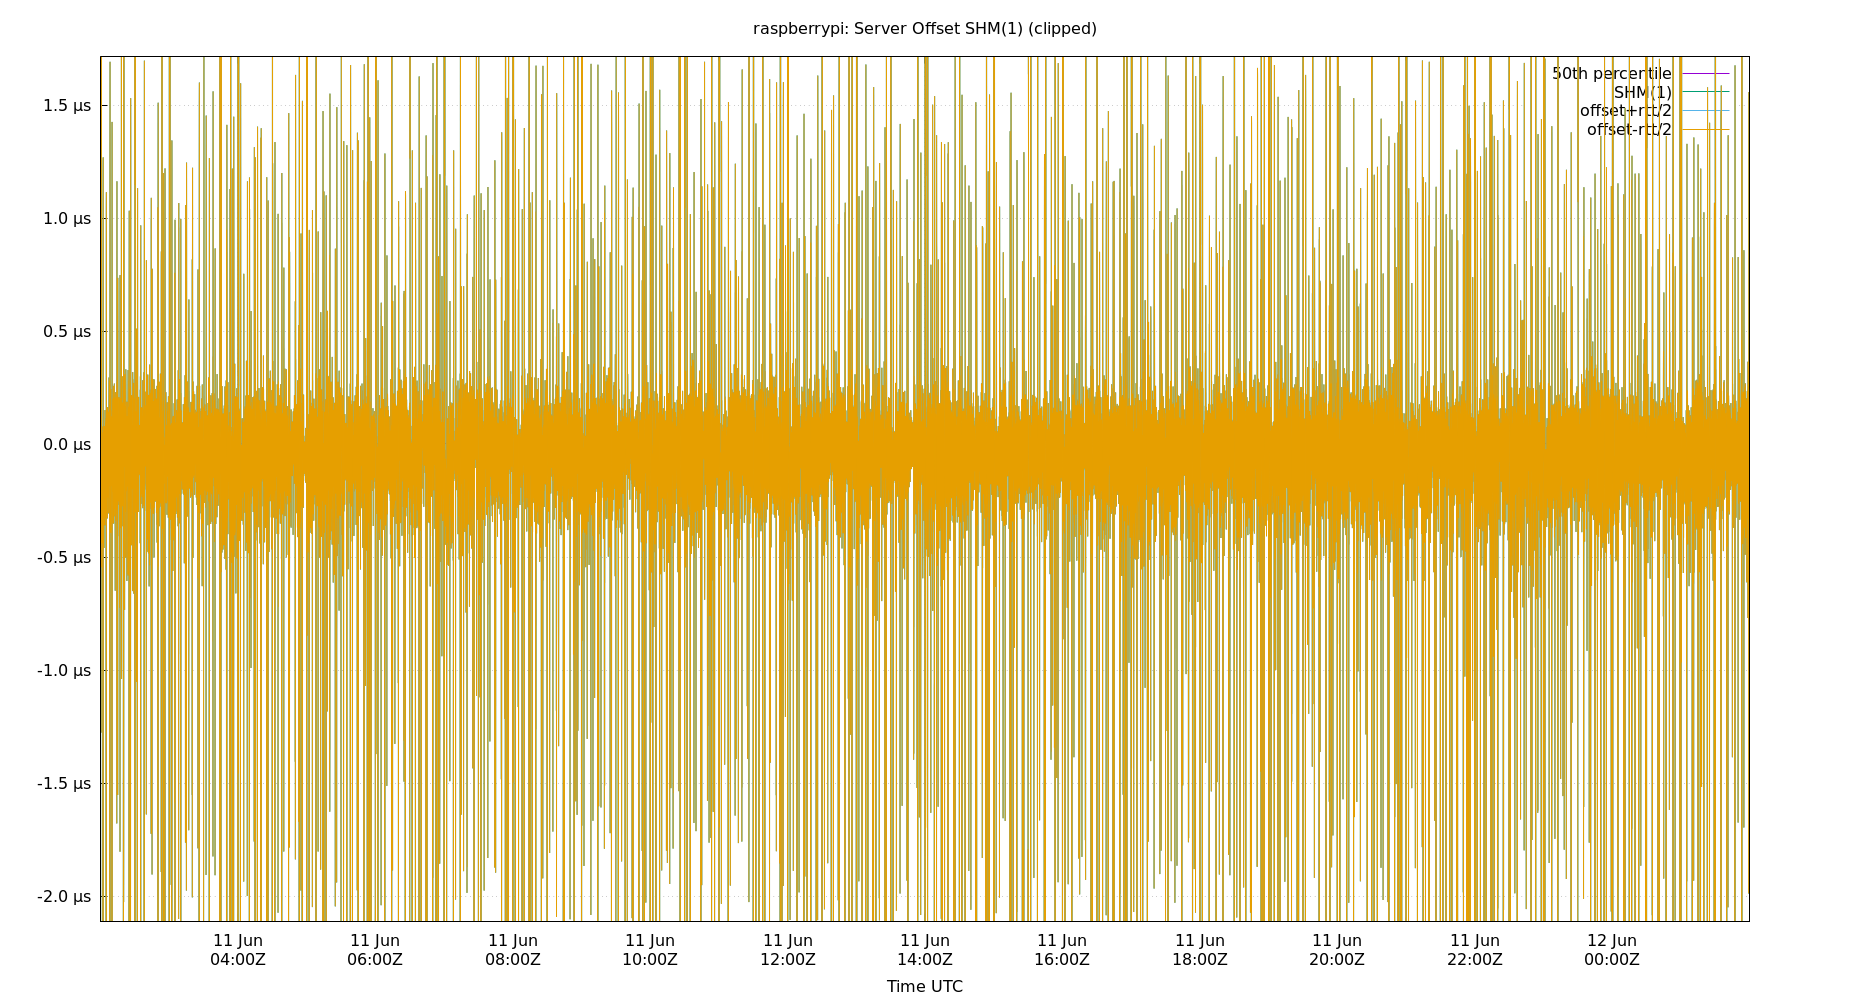 raspberrypi: Server Offset SHM(1) (clipped)
50th percentile
SHM(1)
offset+rtt/2
offset-rtt/2
1.5 µs
1.0 µs
0.5 µs
0.0 µs
-0.5 µs
-1.0 µs
-1.5 µs
-2.0 µs
11 Jun 11 Jun 11 Jun 11 Jun 11 Jun 11 Jun 11 Jun 11 Jun 11 Jun 11 Jun 12 Jun
04:00Z 06:00Z 08:00Z 10:00Z 12:00Z 14:00Z 16:00Z 18:00Z 20:00Z 22:00Z 00:00Z
Time UTC